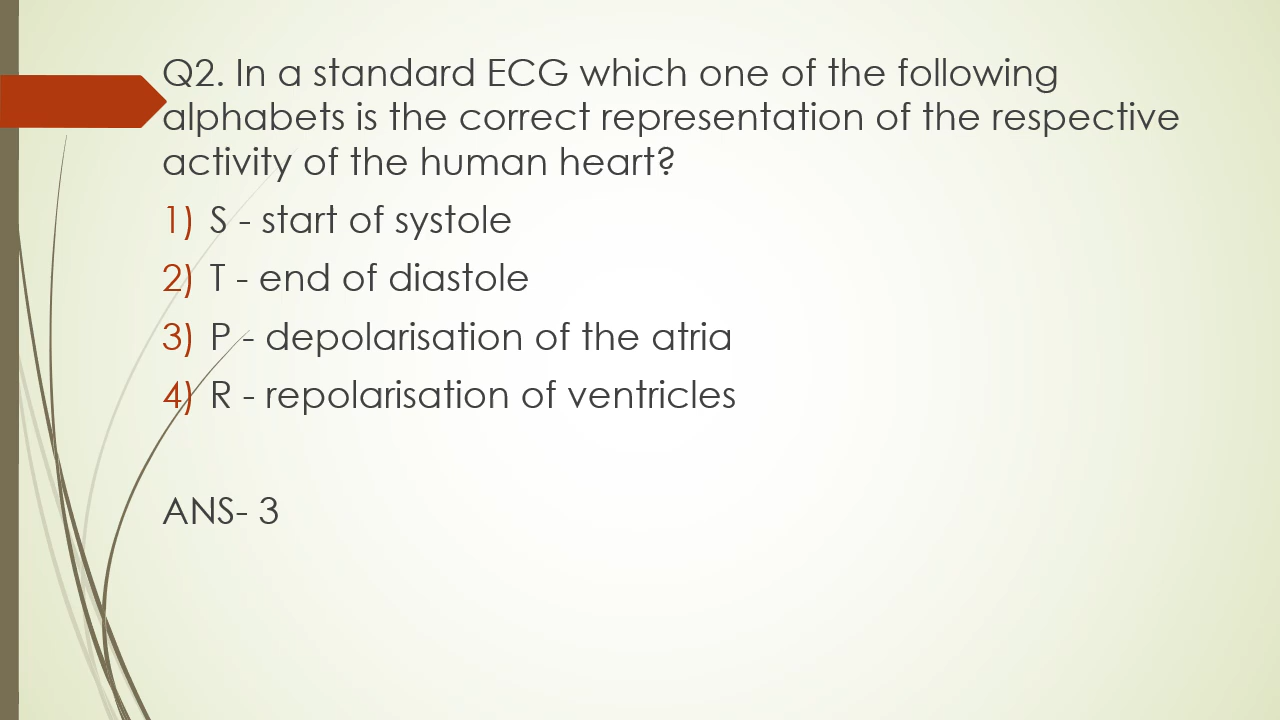 Q2. In a standard ECG which one of the following
alphabets is the correct representation of the respective
activity of the human heart?
1) S - start of systole
2) T - end of diastole
3) P - depolarisation of the atria
4) R - repolarisation of ventricles
ANS- 3